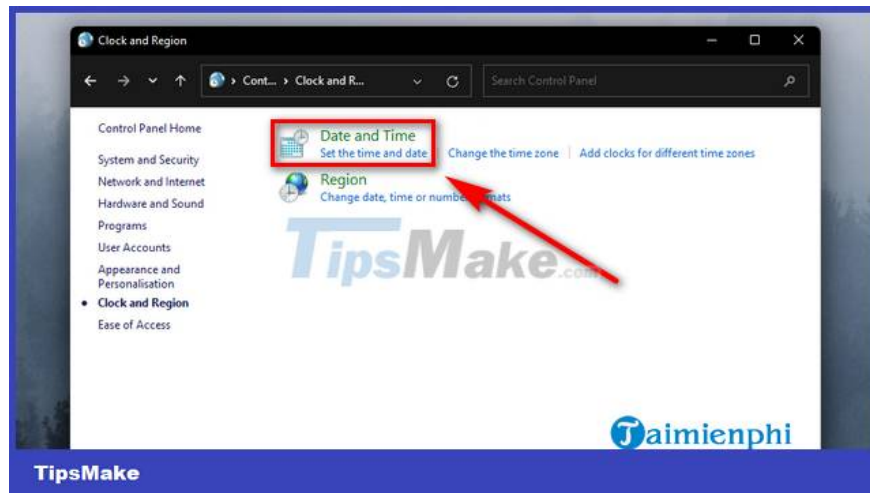 Clock and Region
Cont... › Clock and R...
Search Control Panel
Control Panel Home
System and Security
Network and Internet
Hardware and Sound
Programs
User Accounts
Appearance and
Personalisation
Clock and Region
Ease of Access
Date and Time
Set the time and date
Change the time zone
Add clocks for different time zones
Region
Change date, time or number
TipsMake.com
Taimienphi
TipsMake